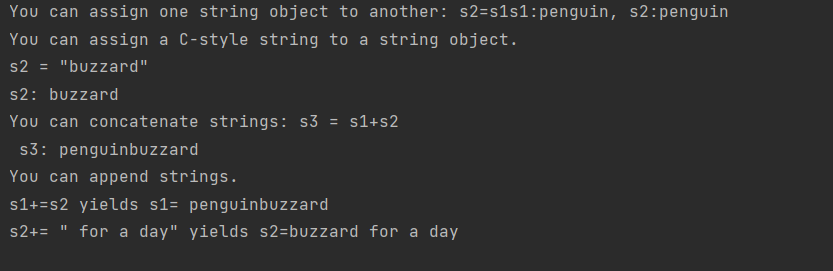 You can assign one string object to another: s2=s1s1:penguin, s2:penguin
You can assign a C-style string to a string object.
s2 = "buzzard"
s2: buzzard
You can concatenate strings: s3 = s1+s2
 s3: penguinbuzzard
You can append strings.
s1+=s2 yields s1= penguinbuzzard
s2+= " for a day" yields s2=buzzard for a day